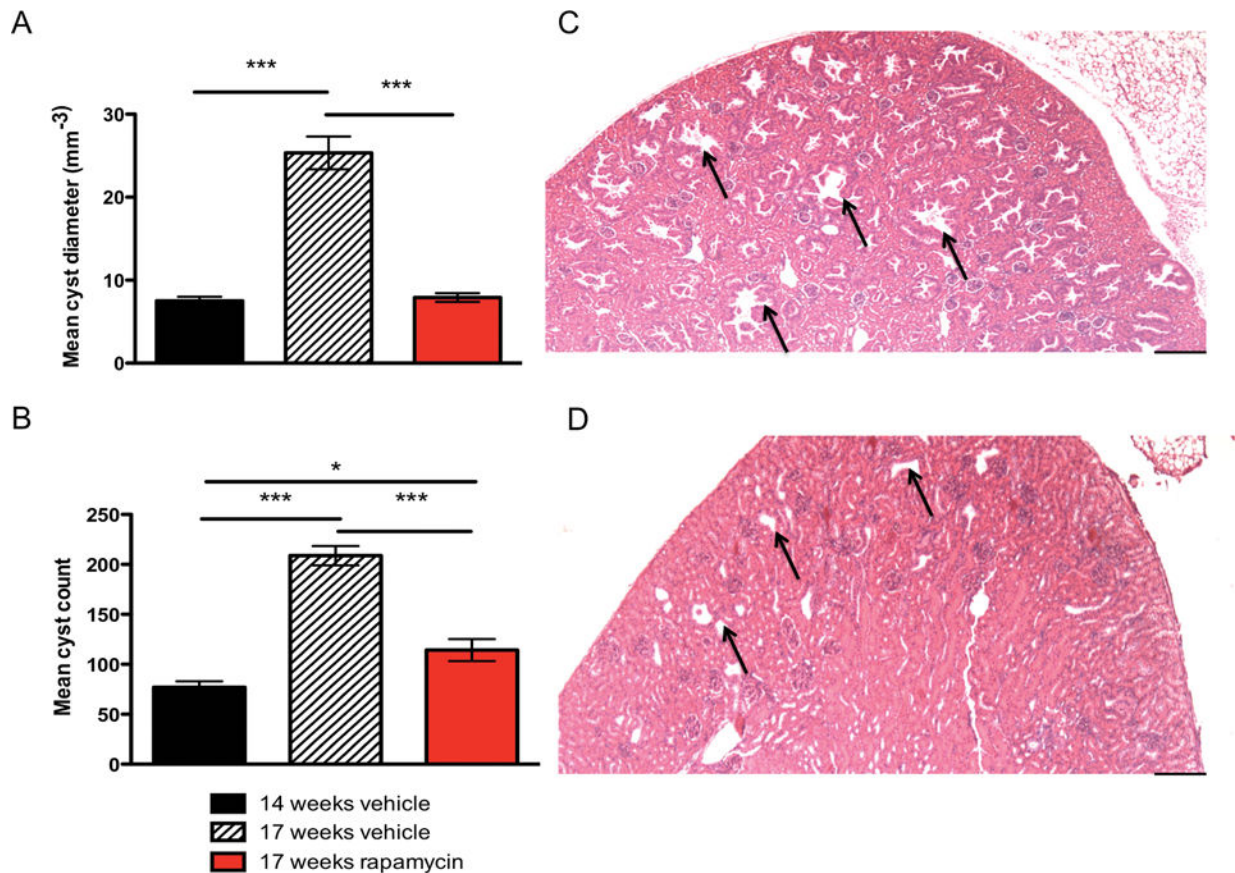 A
Mean cyst diameter (mm-3)
30
20
10
0
***
***
B
Mean cyst count
250
200
150
100
50
0
*
***
***
14 weeks vehicle
17 weeks vehicle
17 weeks rapamycin
C
D